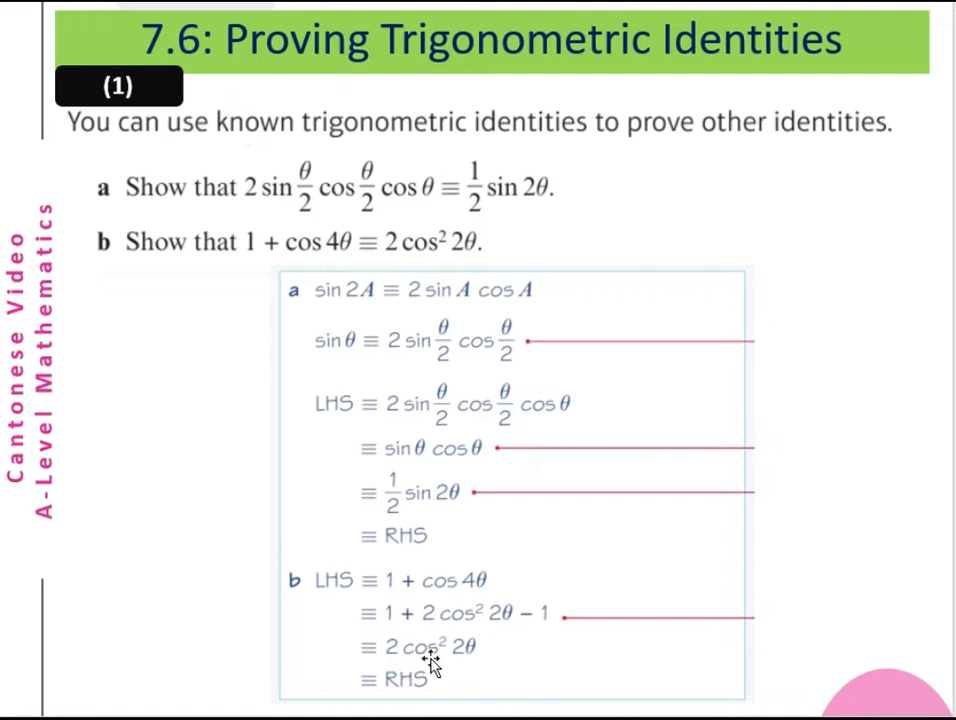 7.6: Proving Trigonometric Identities
(1)
You can use known trigonometric identities to prove other identities.
a Show that 2 sin θ/2 cos θ/2 cos θ ≡ 1/2 sin 2θ.
b Show that 1 + cos 4θ ≡ 2 cos² 2θ.
Cantonese Video
A-Level Mathematics
a sin 2A ≡ 2 sin A cos A
sin θ ≡ 2 sin θ/2 cos θ/2
LHS ≡ 2 sin θ/2 cos θ/2 cos θ
≡ sin θ cos θ
≡ 1/2 sin 2θ
≡ RHS
b LHS ≡ 1 + cos 4θ
≡ 1 + 2 cos² 2θ − 1
≡ 2 cos² 2θ
≡ RHS